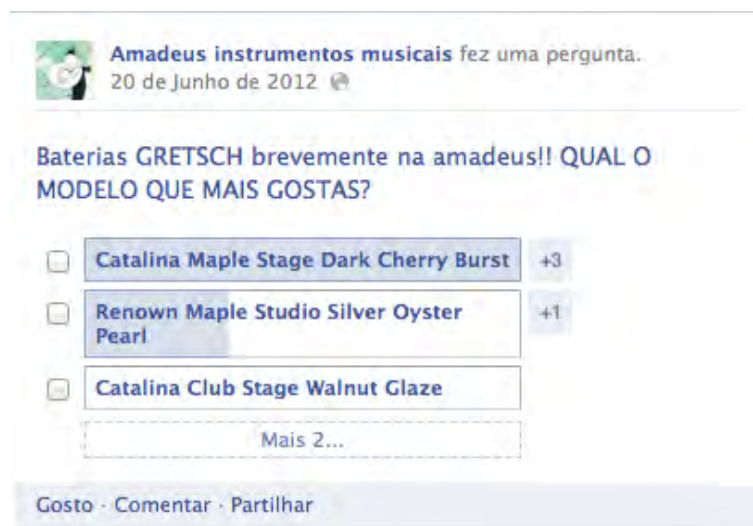 Amadeus instrumentos musicais fez uma pergunta.
20 de Junho de 2012
Baterias GRETSCH brevemente na amadeus!! QUAL O
MODELO QUE MAIS GOSTAS?
Catalina Maple Stage Dark Cherry Burst +3
Renown Maple Studio Silver Oyster +1
Pearl
Catalina Club Stage Walnut Glaze
Mais 2...
Gosto · Comentar · Partilhar